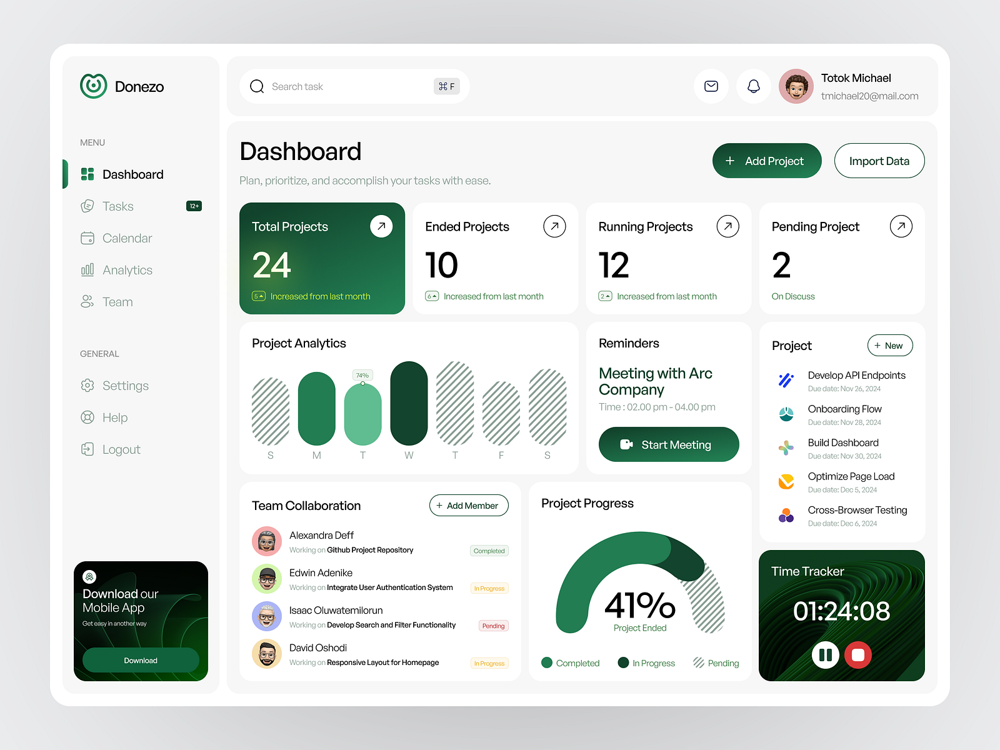 Donezo
MENU
Dashboard
Tasks
12+
Calendar
Analytics
Team
GENERAL
Settings
Help
Logout
Download our
Mobile App
Get easy in another way
Download
Search task
⌘ F
Totok Michael
tmichael20@mail.com
Dashboard
Plan, prioritize, and accomplish your tasks with ease.
+ Add Project
Import Data
Total Projects
24
5 Increased from last month
Ended Projects
10
6 Increased from last month
Running Projects
12
2 Increased from last month
Pending Project
2
On Discuss
Project Analytics
74%
S M T W T F S
Reminders
Meeting with Arc
Company
Time : 02.00 pm - 04.00 pm
Start Meeting
Project
+ New
Develop API Endpoints
Due date: Nov 26, 2024
Onboarding Flow
Due date: Nov 28, 2024
Build Dashboard
Due date: Nov 30, 2024
Optimize Page Load
Due date: Dec 5, 2024
Cross-Browser Testing
Due date: Dec 6, 2024
Team Collaboration
+ Add Member
Alexandra Deff
Working on Github Project Repository
Completed
Edwin Adenike
Working on Integrate User Authentication System
In Progress
Isaac Oluwatemilorun
Working on Develop Search and Filter Functionality
Pending
David Oshodi
Working on Responsive Layout for Homepage
In Progress
Project Progress
41%
Project Ended
Completed
In Progress
Pending
Time Tracker
01:24:08